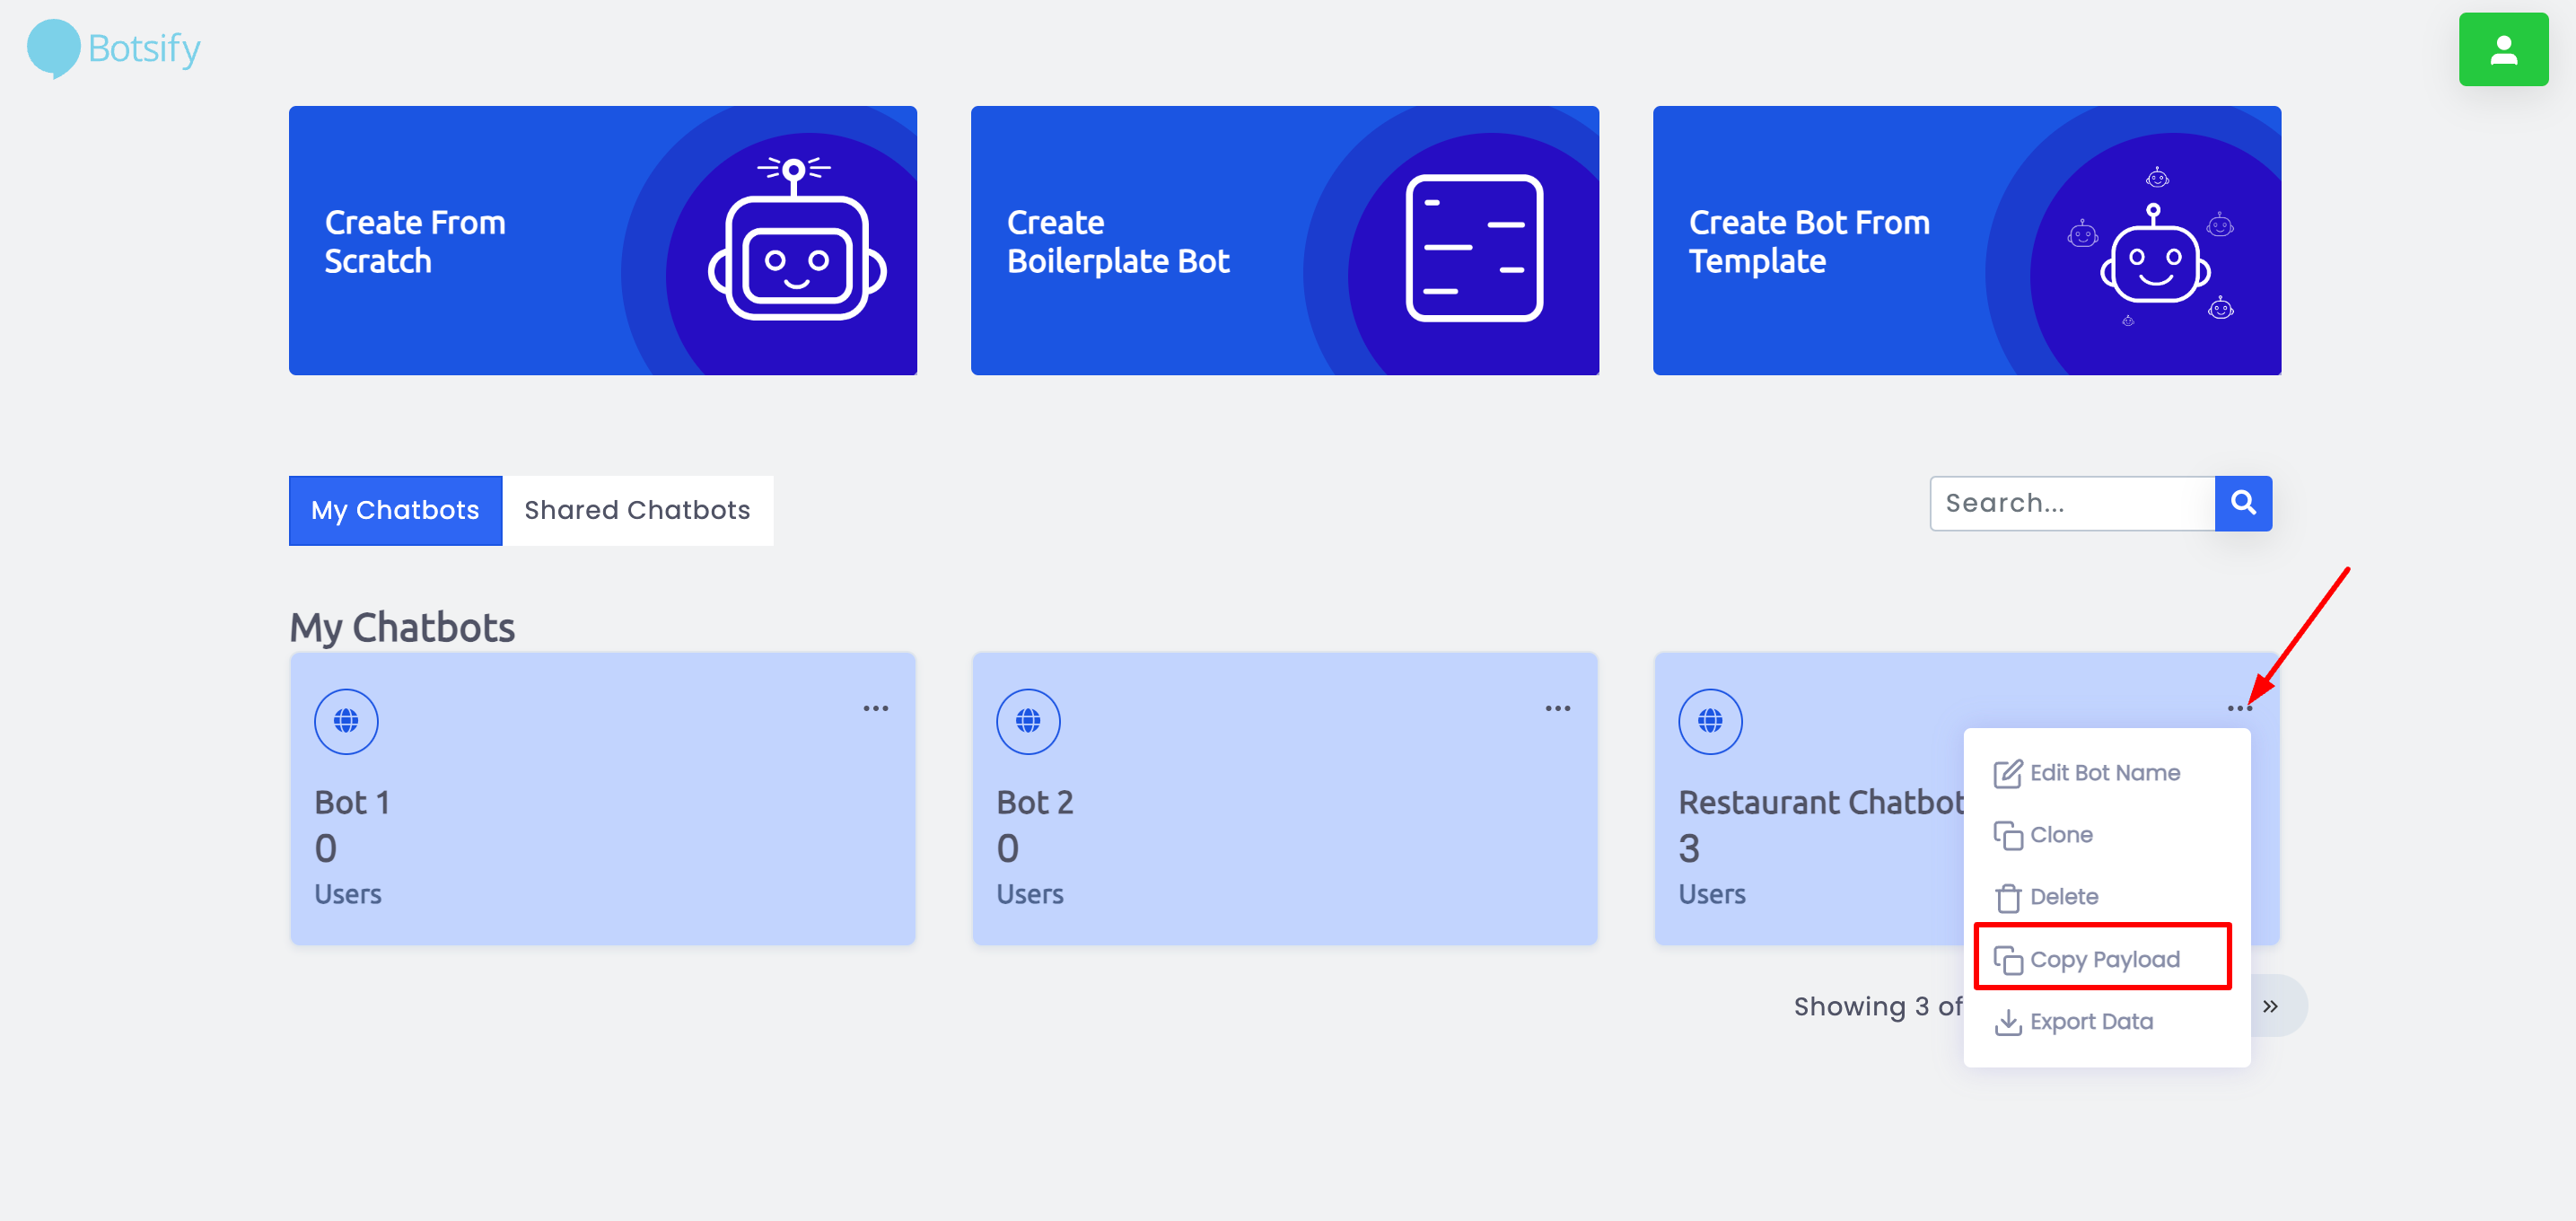 Botsify
Create From
Scratch
Create
Boilerplate Bot
Create Bot From
Template
My Chatbots
Shared Chatbots
Search...
My Chatbots
Bot 1
0
Users
Bot 2
0
Users
Restaurant Chatbot
3
Users
Edit Bot Name
Clone
Delete
Copy Payload
Export Data
Showing 3 of
»